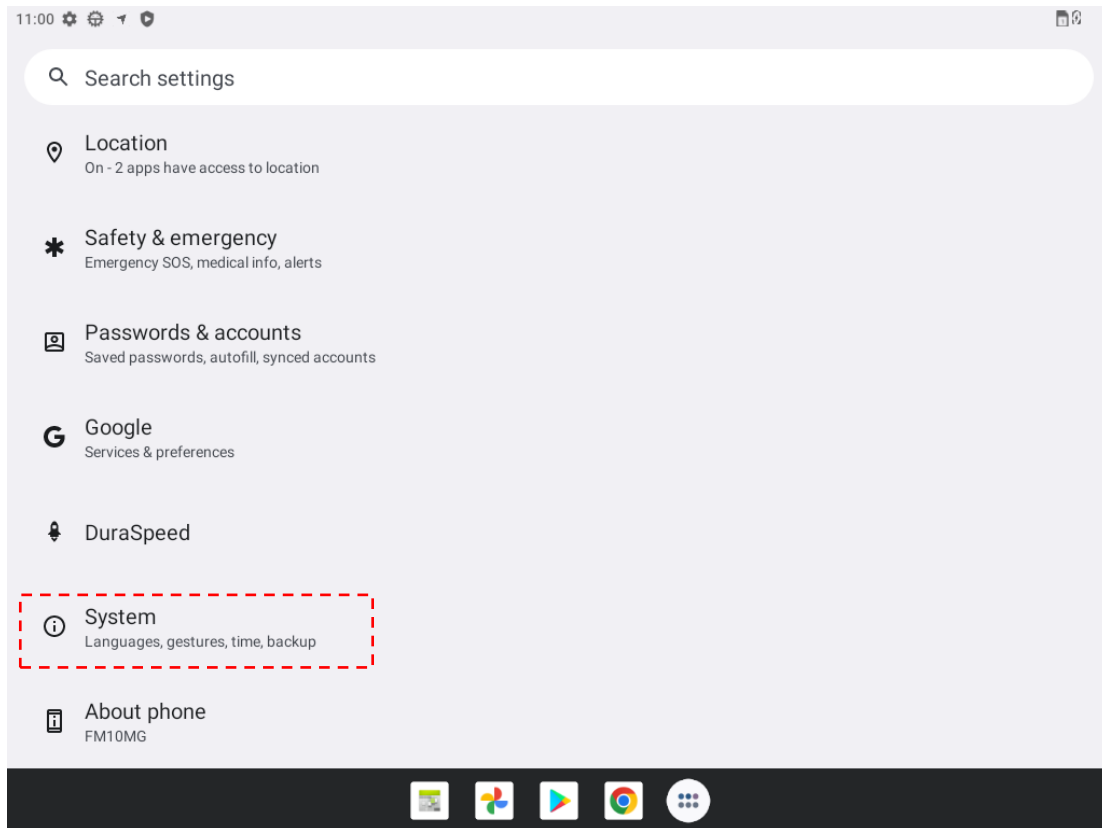 11:00
Search settings
Location
On - 2 apps have access to location
Safety & emergency
Emergency SOS, medical info, alerts
Passwords & accounts
Saved passwords, autofill, synced accounts
Google
Services & preferences
DuraSpeed
System
Languages, gestures, time, backup
About phone
FM10MG